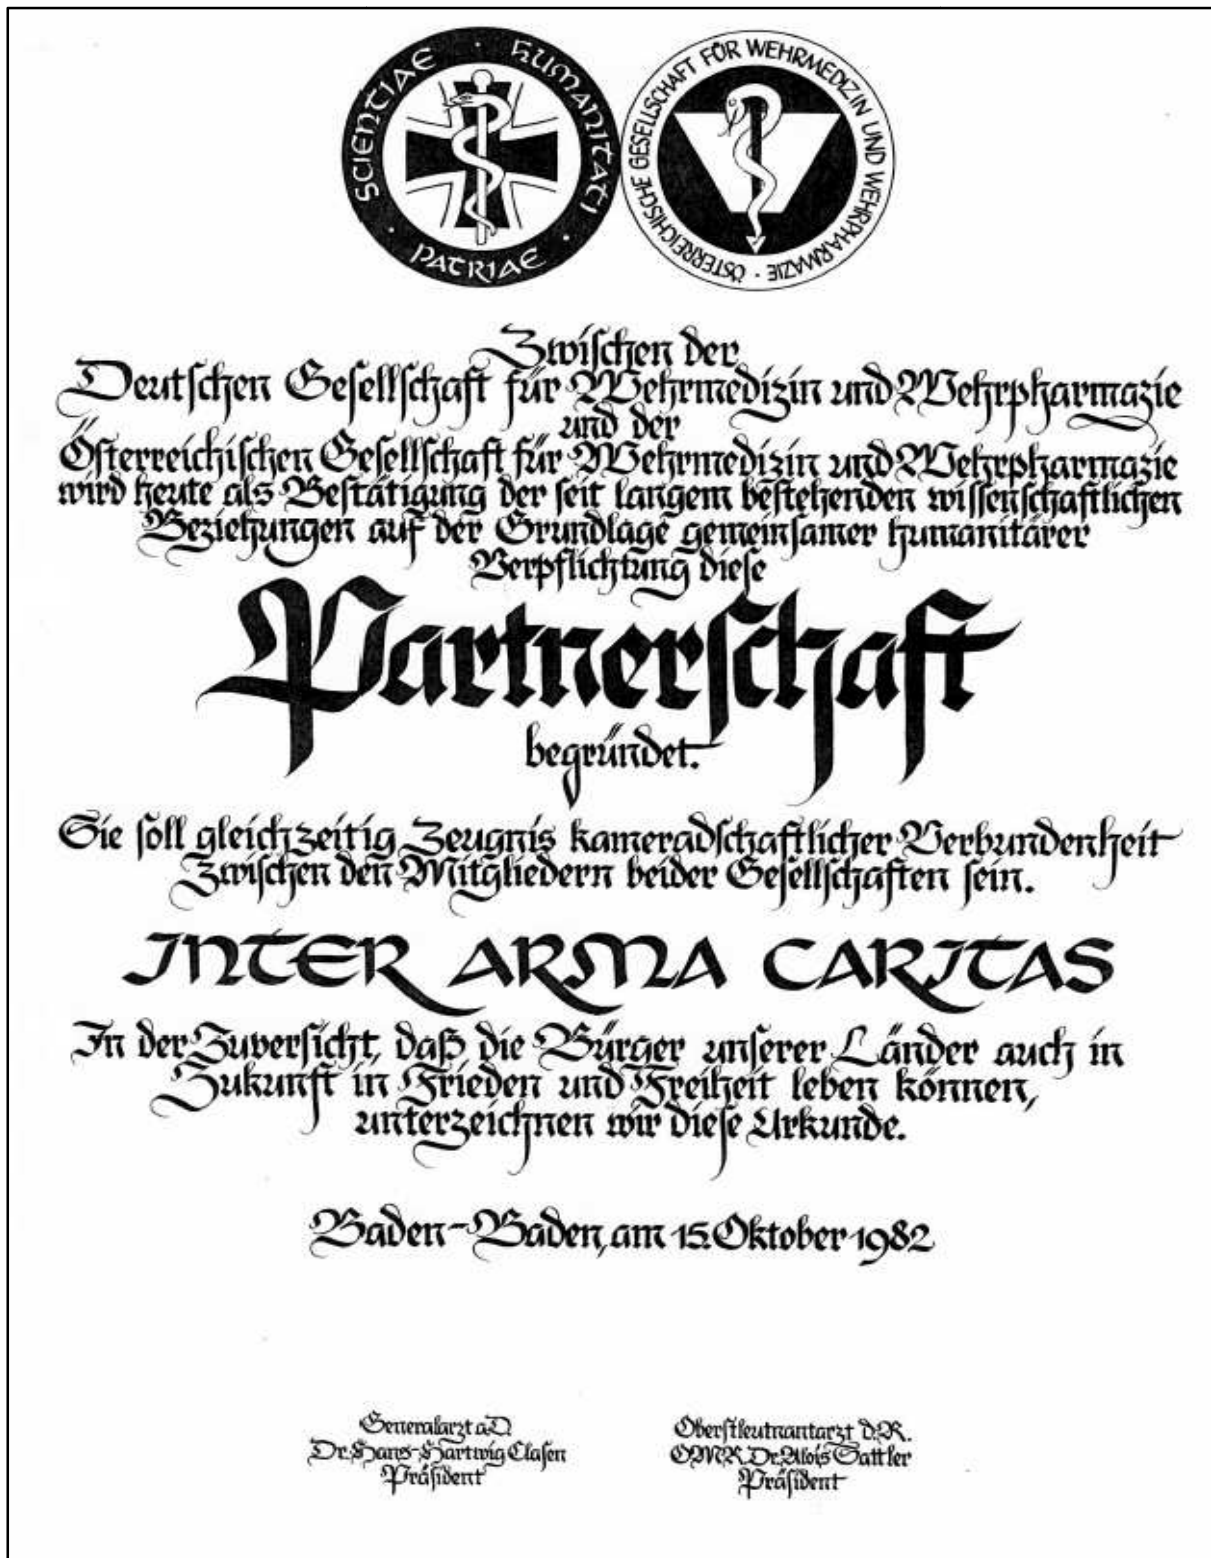 SCIENTIAE · HUMANITATI · PATRIAE ·
ÖSTERREICHISCHE GESELLSCHAFT FÜR WEHRMEDIZIN UND WEHRPHARMAZIE ·
Zwischen der
Deutschen Gesellschaft für Wehrmedizin und Wehrpharmazie
und der
Österreichischen Gesellschaft für Wehrmedizin und Wehrpharmazie
wird heute als Bestätigung der seit langem bestehenden wissenschaftlichen
Beziehungen auf der Grundlage gemeinsamer humanitärer
Verpflichtung diese
Partnerschaft
begründet.
Sie soll gleichzeitig Zeugnis kameradschaftlicher Verbundenheit
Zwischen den Mitgliedern beider Gesellschaften sein.
INTER ARMA CARITAS
In der Zuversicht, daß die Bürger unserer Länder auch in
Zukunft in Frieden und Freiheit leben können,
unterzeichnen wir diese Urkunde.
Baden-Baden, am 15. Oktober 1982
Generalarzt a.D.
Dr. Hans-Hartwig Clasen
Präsident
Oberstleutnantarzt d.R.
OMR Dr. Alois Sattler
Präsident